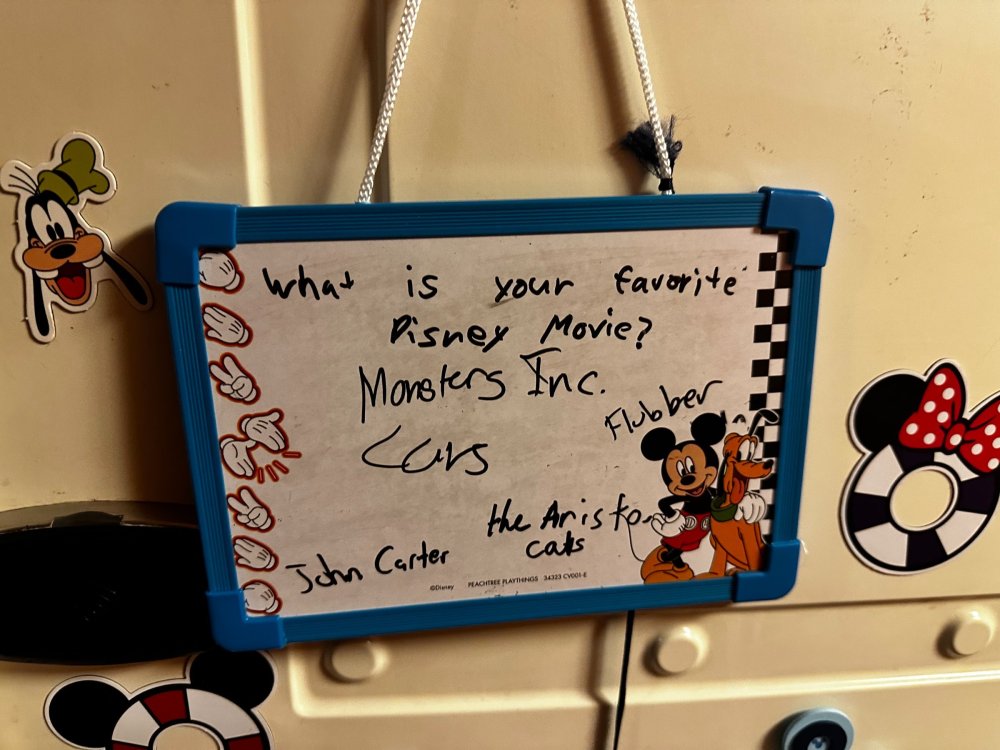 What is your favorite
Disney Movie?
Monsters Inc.
Flubber
Cars
the Aristo-
cats
John Carter
©Disney PEACHTREE PLAYTHINGS 34323 CV001-E